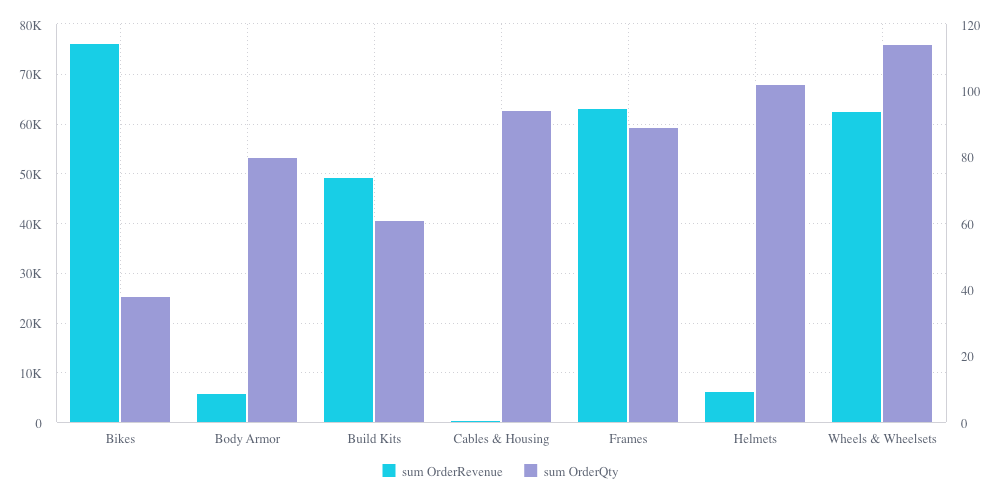 80K
70K
60K
50K
40K
30K
20K
10K
0
120
100
80
60
40
20
0
Bikes
Body Armor
Build Kits
Cables & Housing
Frames
Helmets
Wheels & Wheelsets
sum OrderRevenue
sum OrderQty